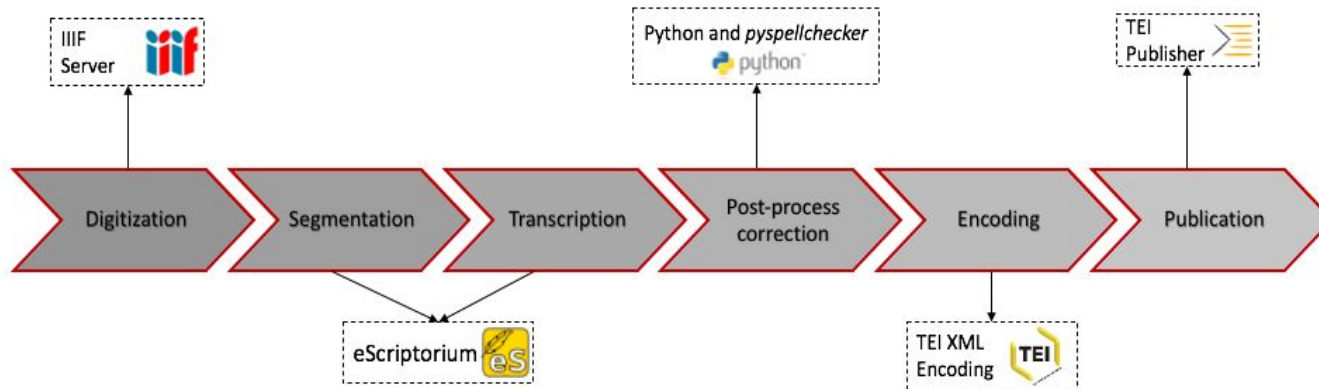 IIIF
Server
iiif
Python and pyspellchecker
python
TEI
Publisher
Digitization
Segmentation
Transcription
Post-process
correction
Encoding
Publication
eScriptorium
eS
TEI XML
Encoding
TEI